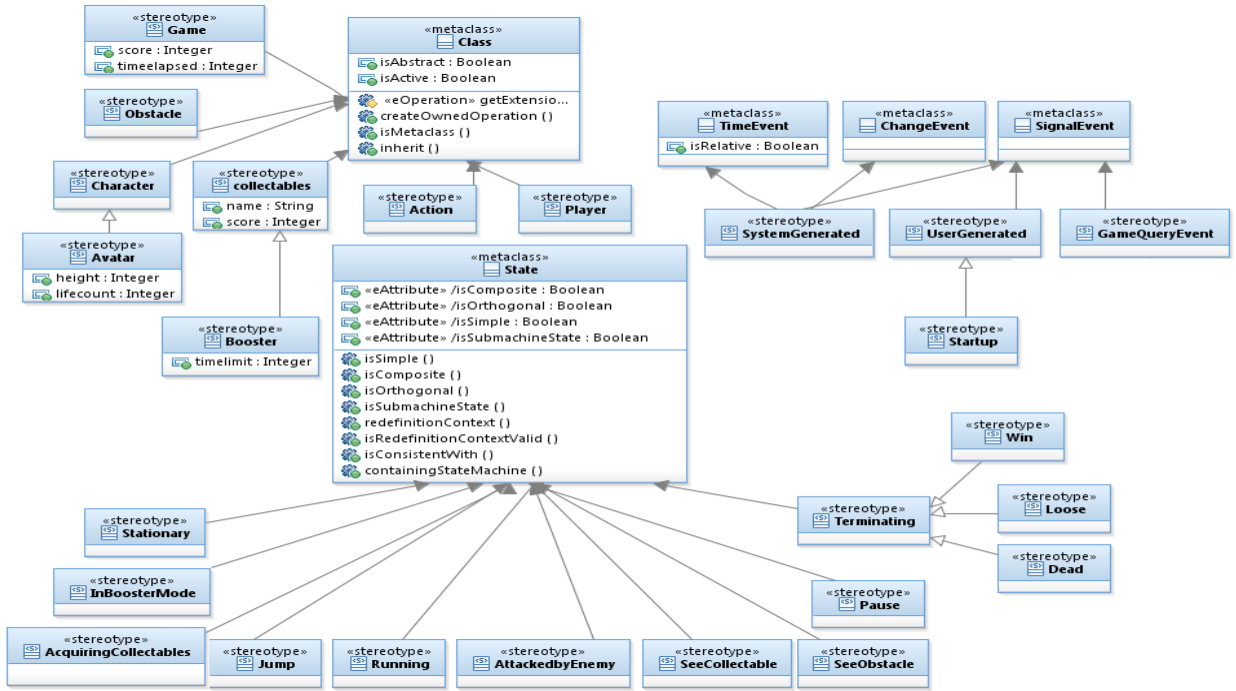 «stereotype»
Game
score : Integer
timeelapsed : Integer
«metaclass»
Class
isAbstract : Boolean
isActive : Boolean
«eOperation» getExtensio...
createOwnedOperation ()
isMetaclass ()
inherit ()
«stereotype»
Obstacle
«stereotype»
Character
«stereotype»
collectables
name : String
score : Integer
«stereotype»
Action
«stereotype»
Player
«stereotype»
Avatar
height : Integer
lifecount : Integer
«stereotype»
Booster
timelimit : Integer
«metaclass»
TimeEvent
isRelative : Boolean
«metaclass»
ChangeEvent
«metaclass»
SignalEvent
«stereotype»
SystemGenerated
«stereotype»
UserGenerated
«stereotype»
GameQueryEvent
«stereotype»
Startup
«metaclass»
State
«eAttribute» /isComposite : Boolean
«eAttribute» /isOrthogonal : Boolean
«eAttribute» /isSimple : Boolean
«eAttribute» /isSubmachineState : Boolean
isSimple ()
isComposite ()
isOrthogonal ()
isSubmachineState ()
redefinitionContext ()
isRedefinitionContextValid ()
isConsistentWith ()
containingStateMachine ()
«stereotype»
Win
«stereotype»
Loose
«stereotype»
Terminating
«stereotype»
Dead
«stereotype»
Stationary
«stereotype»
InBoosterMode
«stereotype»
Pause
«stereotype»
AcquiringCollectables
«stereotype»
Jump
«stereotype»
Running
«stereotype»
AttackedbyEnemy
«stereotype»
SeeCollectable
«stereotype»
SeeObstacle